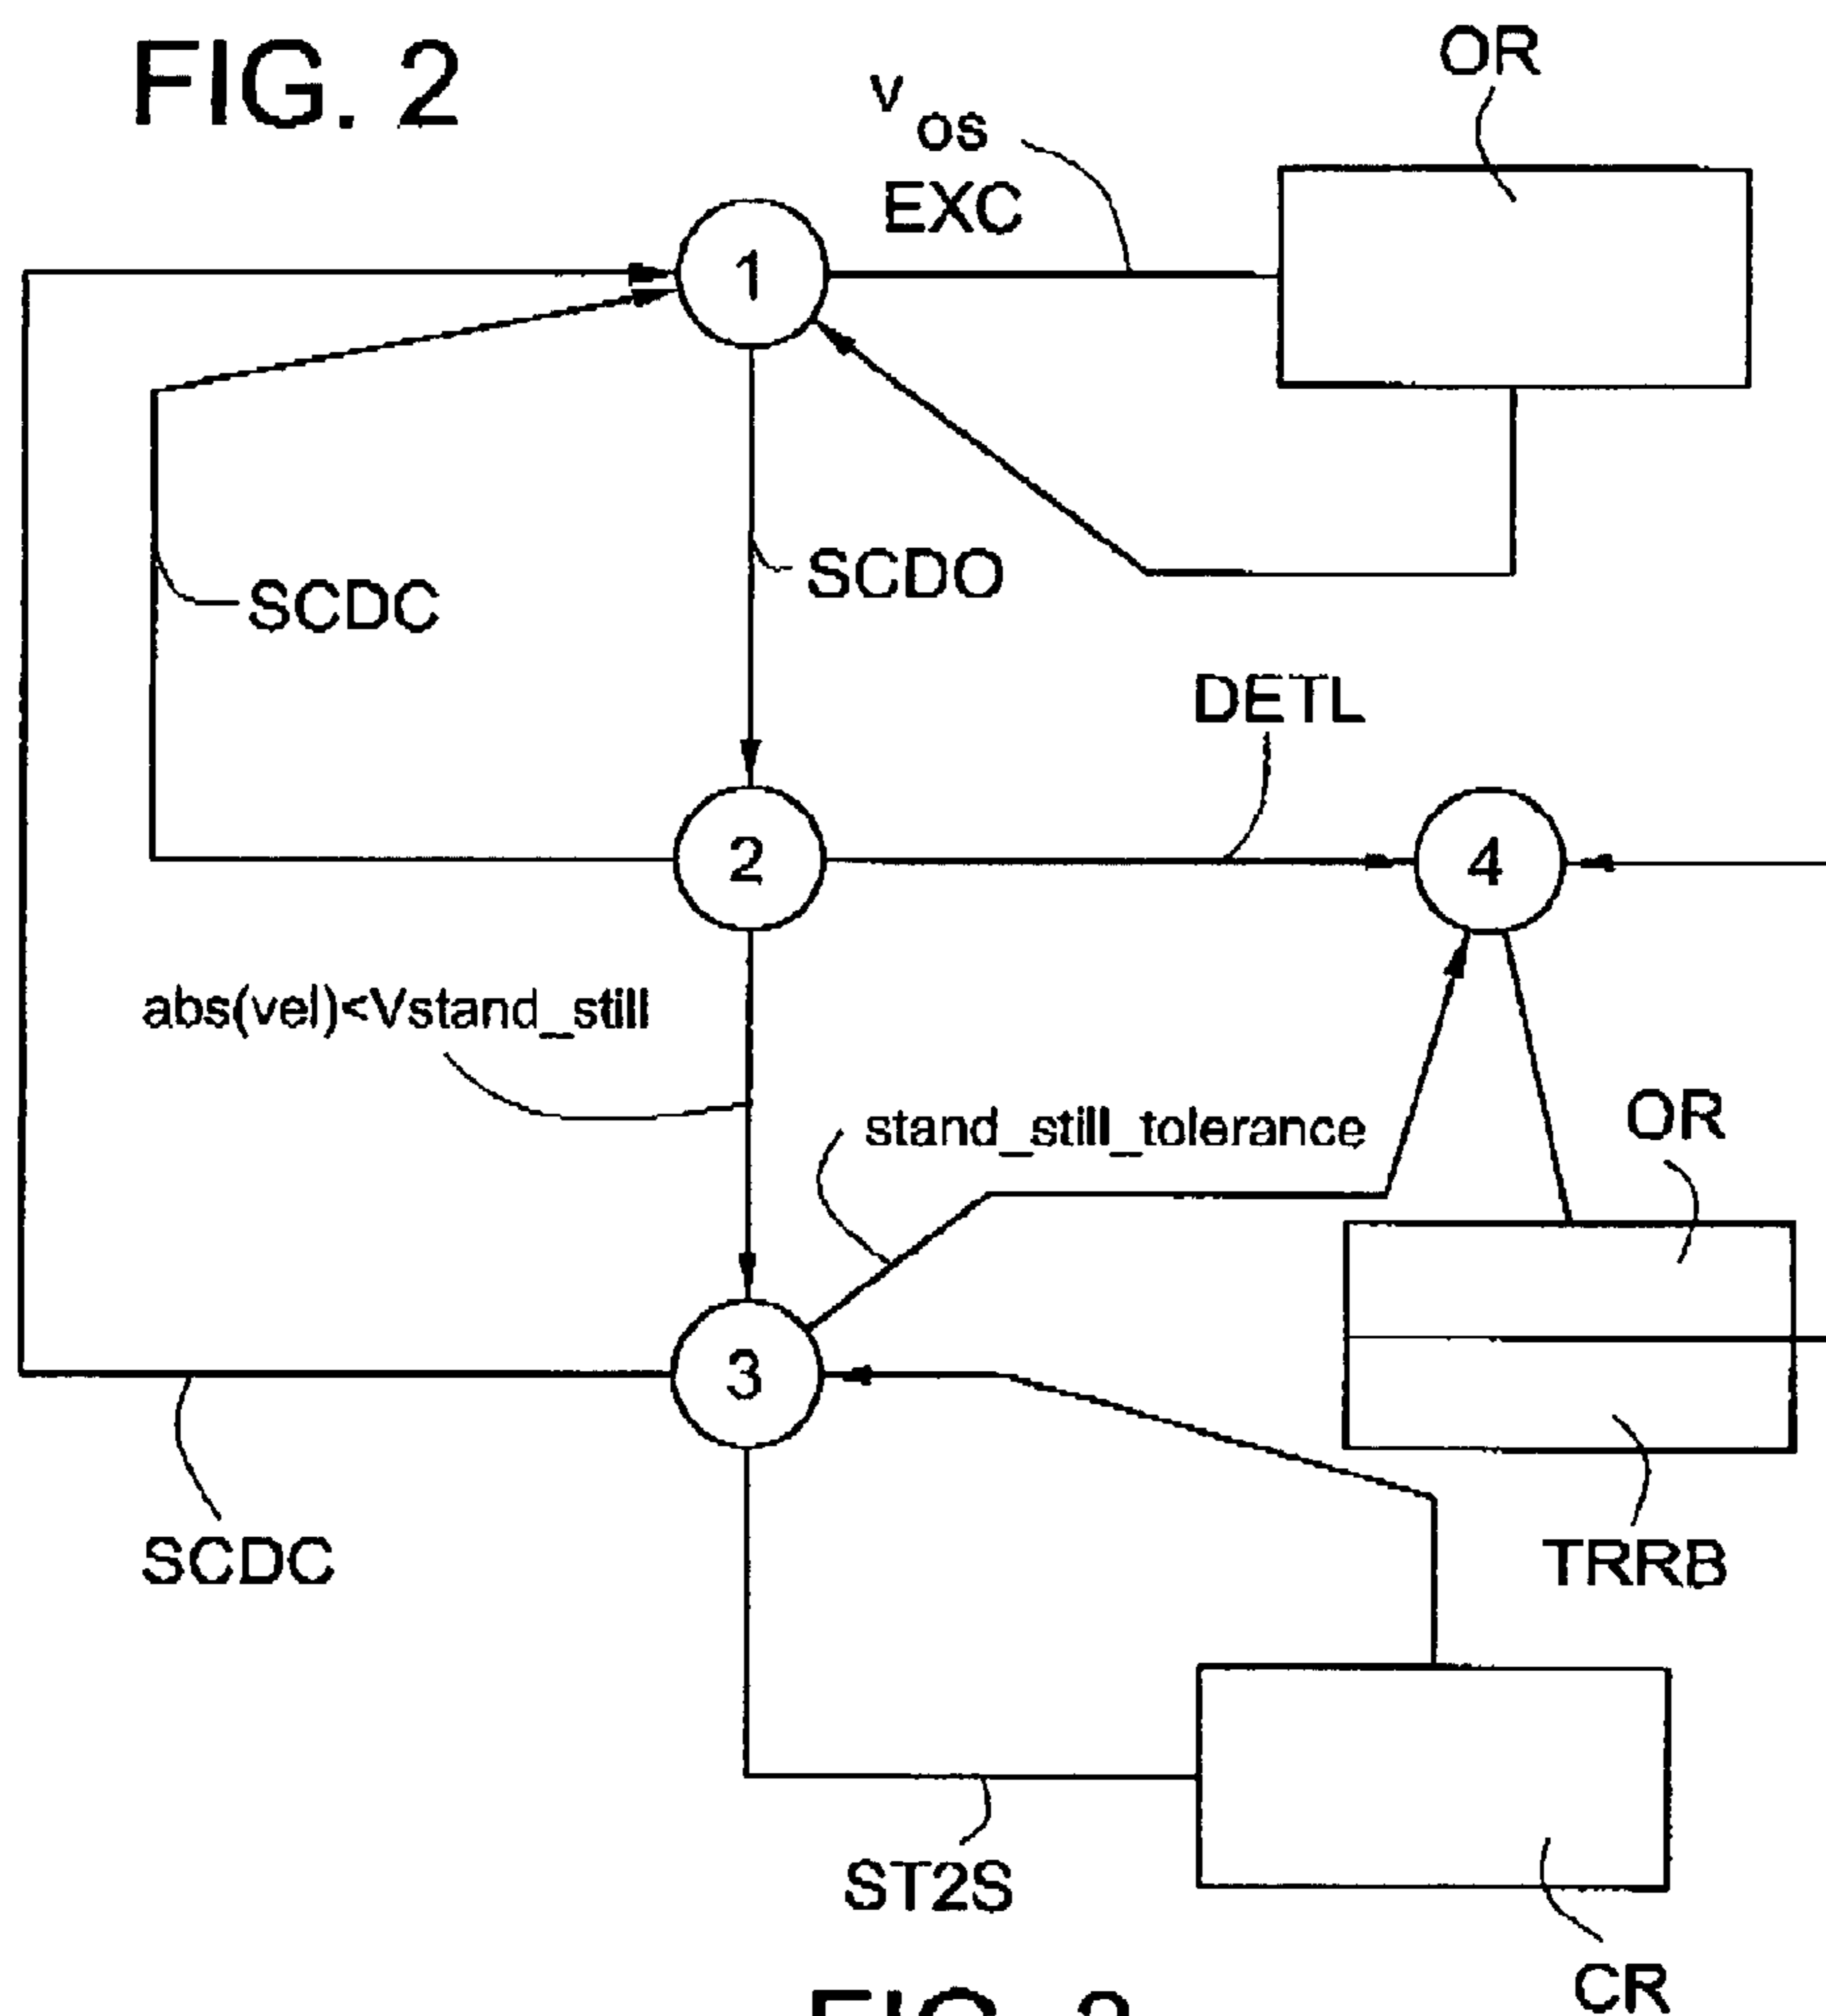 FIG. 2
OR
v
os
EXC
1
SCDO
SCDC
DETL
2
4
abs(vel)<Vstand_still
stand_still_tolerance
OR
3
SCDC
TRRB
ST2S
CR